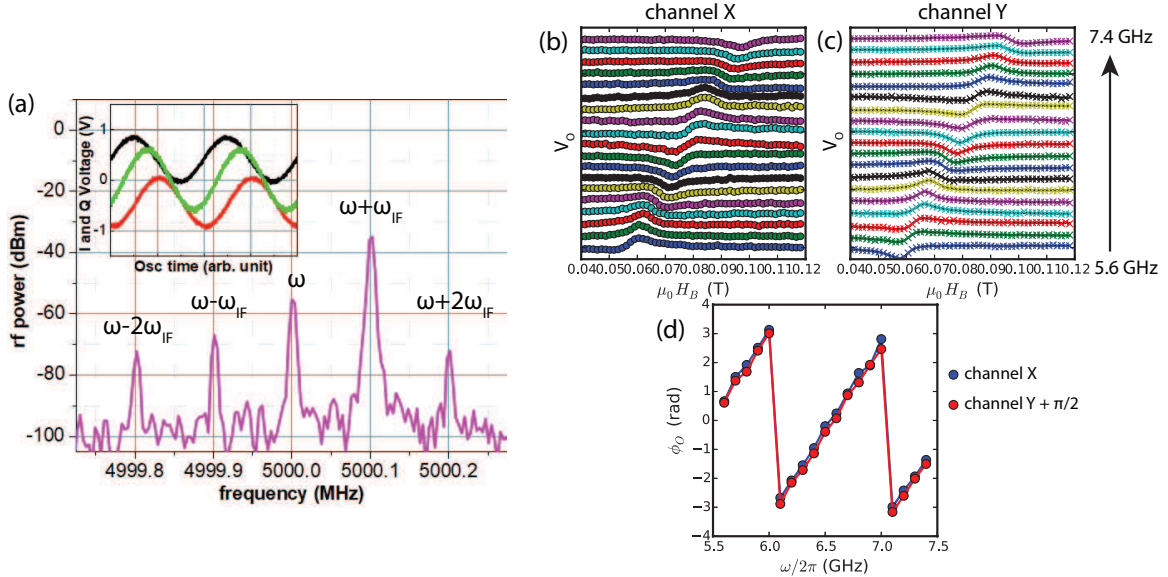 channel X
channel Y
(b)
(c)
7.4 GHz
5.6 GHz
V_O
0.04 0.05 0.06 0.07 0.08 0.09 0.10 0.11 0.12
μ₀ H_B (T)
V_O
0.04 0.05 0.06 0.07 0.08 0.09 0.10 0.11 0.12
μ₀ H_B (T)
(a)
I and Q Voltage (V)
1
0
-1
Osc time (arb. unit)
rf power (dBm)
0
-20
-40
-60
-80
-100
ω-2ω_IF
ω-ω_IF
ω
ω+ω_IF
ω+2ω_IF
4999.8 4999.9 5000.0 5000.1 5000.2
frequency (MHz)
(d)
ϕ_O (rad)
4
3
2
1
0
−1
−2
−3
−4
5.5 6.0 6.5 7.0 7.5
ω/2π (GHz)
channel X
channel Y + π/2